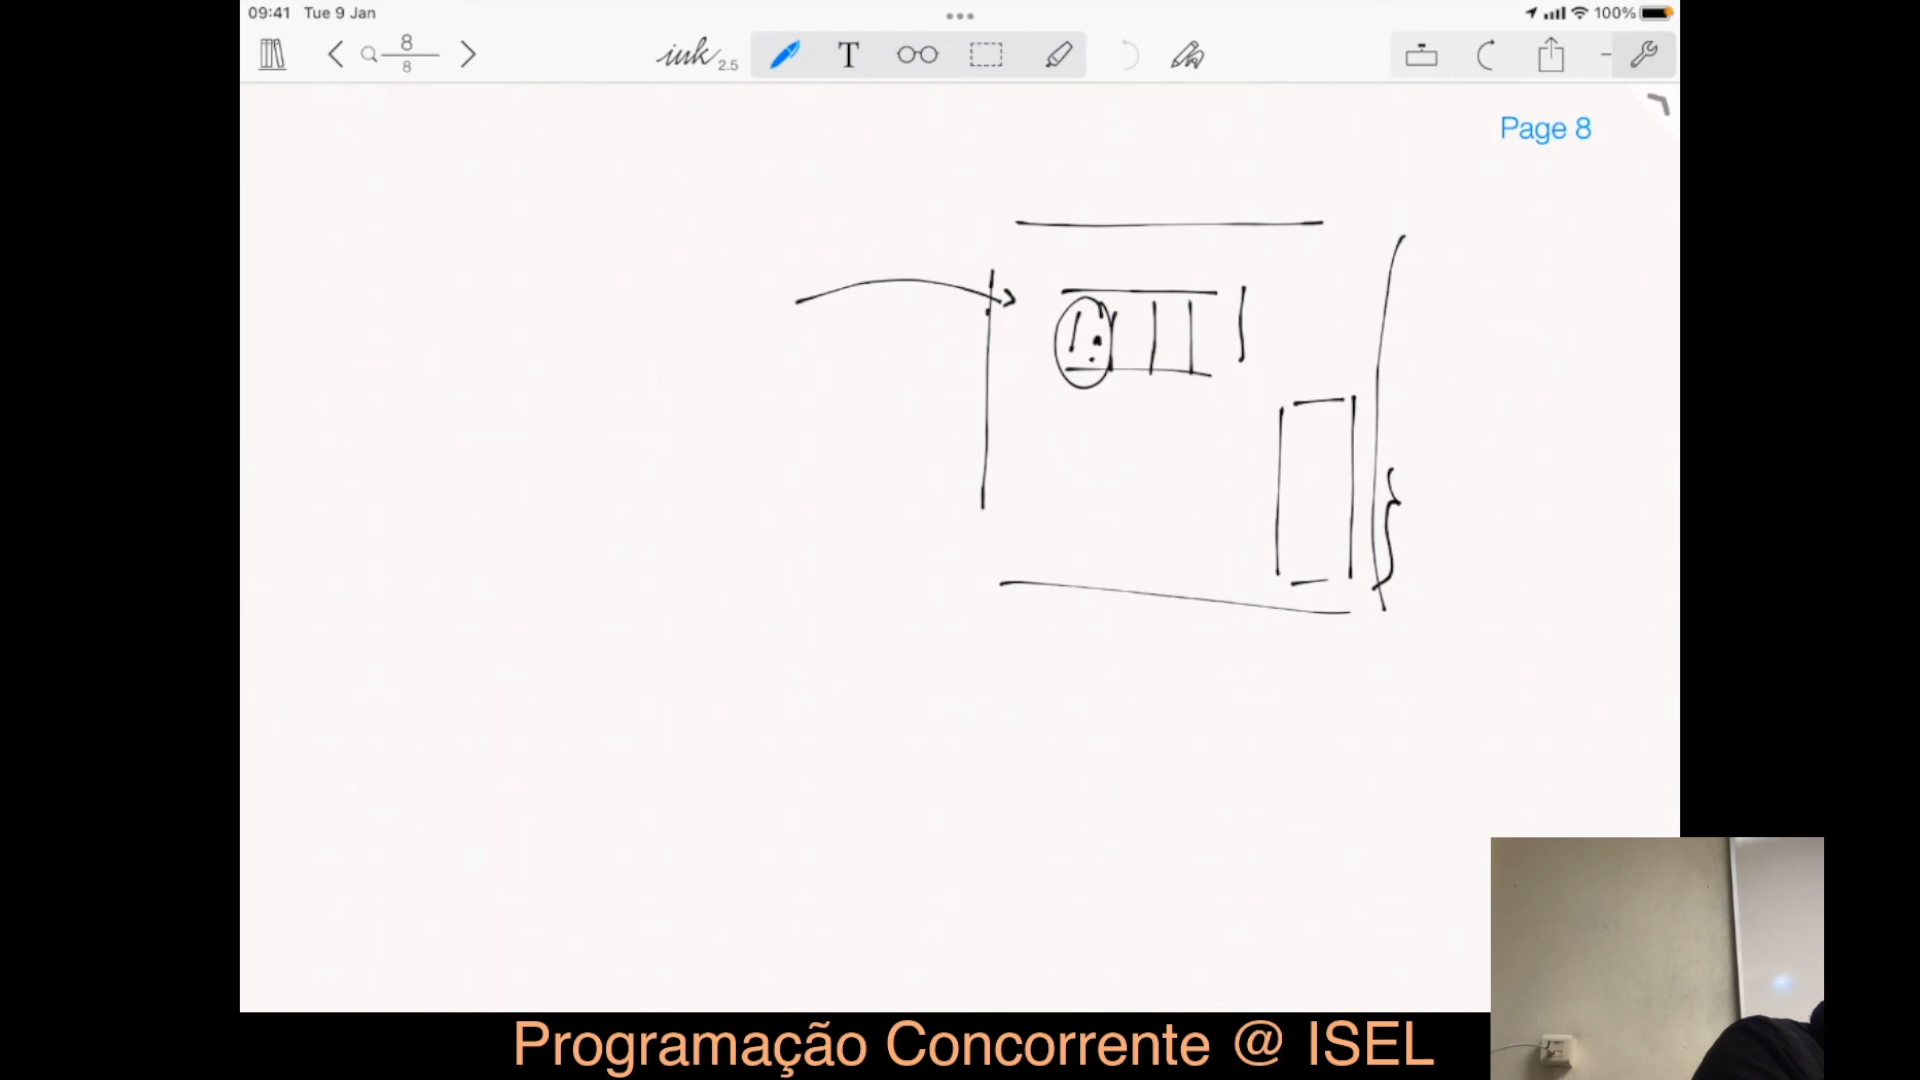 09:41 Tue 9 Jan
100%
8
8
ink 2.5
T
Page 8
Programação Concorrente @ ISEL